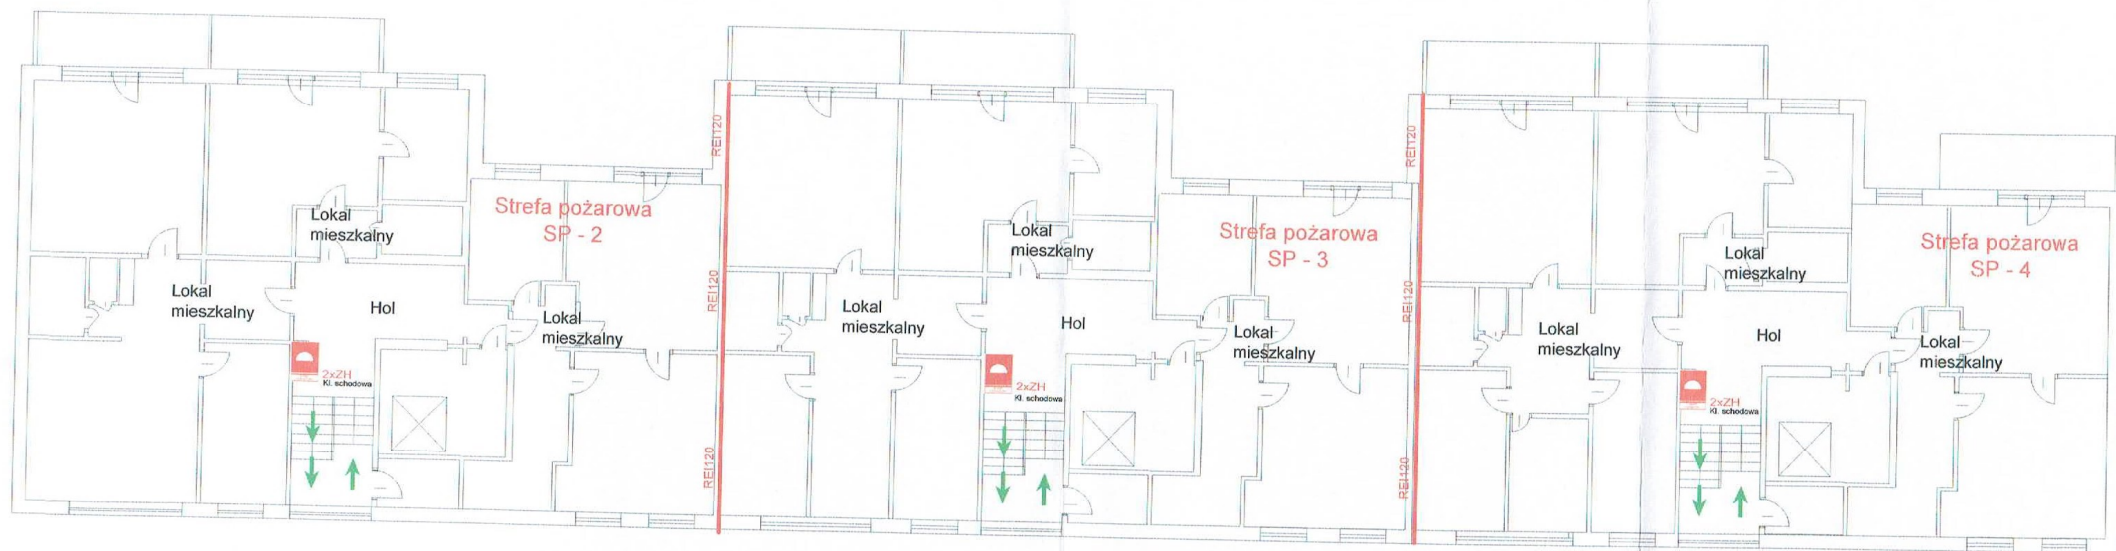 REI120
REI120
REI120
REI120
REI120
REI120
Strefa pożarowa
SP - 2
Strefa pożarowa
SP - 3
Strefa pożarowa
SP - 4
Lokal
mieszkalny
Lokal
mieszkalny
Hol
Lokal
mieszkalny
2xZH
Kl. schodowa
Lokal
mieszkalny
Lokal
mieszkalny
Hol
Lokal
mieszkalny
2xZH
Kl. schodowa
Lokal
mieszkalny
Lokal
mieszkalny
Hol
Lokal
mieszkalny
2xZH
Kl. schodowa